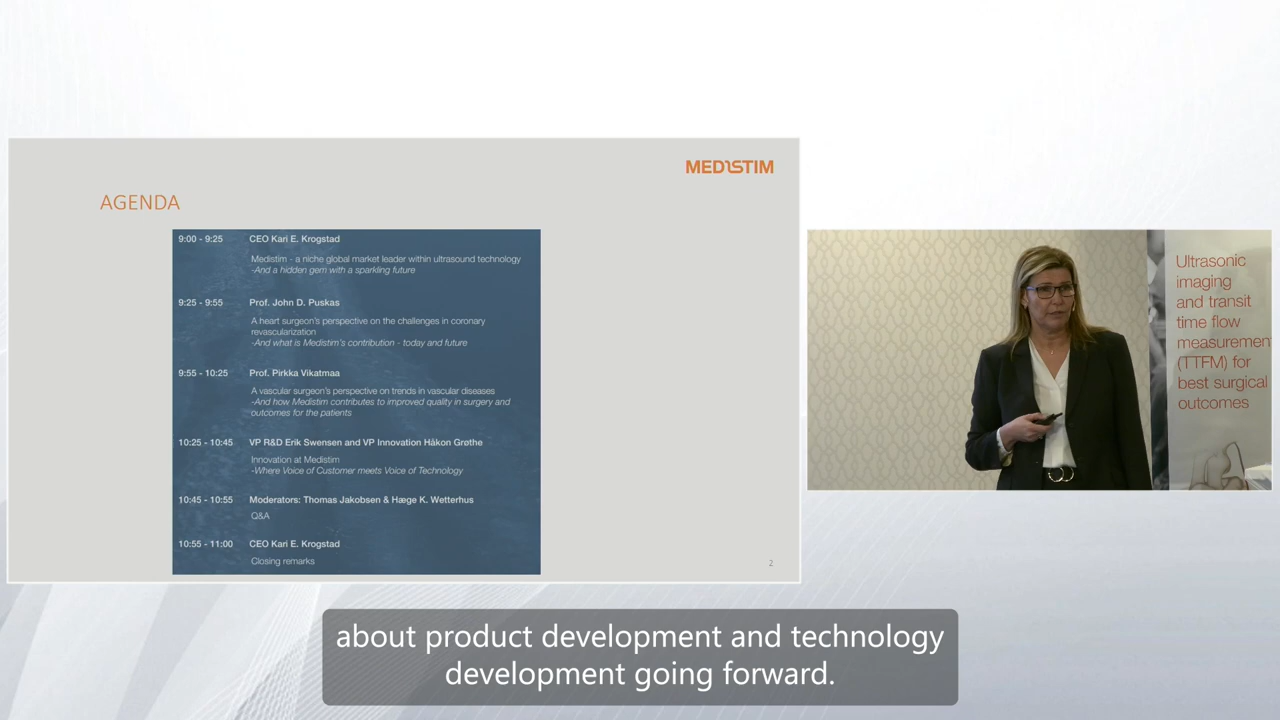 MEDISTIM
AGENDA
9:00 - 9:25 CEO Kari E. Krogstad
Medistim - a niche global market leader within ultrasound technology
-And a hidden gem with a sparkling future
9:25 - 9:55 Prof. John D. Puskas
A heart surgeon's perspective on the challenges in coronary
revascularization
-And what is Medistim's contribution - today and future
9:55 - 10:25 Prof. Pirkka Vikatmaa
A vascular surgeon's perspective on trends in vascular diseases
-And how Medistim contributes to improved quality in surgery and
outcomes for the patients
10:25 - 10:45 VP R&D Erik Swensen and VP Innovation Håkon Grøthe
Innovation at Medistim
-Where Voice of Customer meets Voice of Technology
10:45 - 10:55 Moderators: Thomas Jakobsen & Hæge K. Wetterhus
Q&A
10:55 - 11:00 CEO Kari E. Krogstad
Closing remarks
2
Ultrasonic
imaging
and transit
time flow
measuremen
(TTFM) for
best surgical
outcomes
about product development and technology
development going forward.